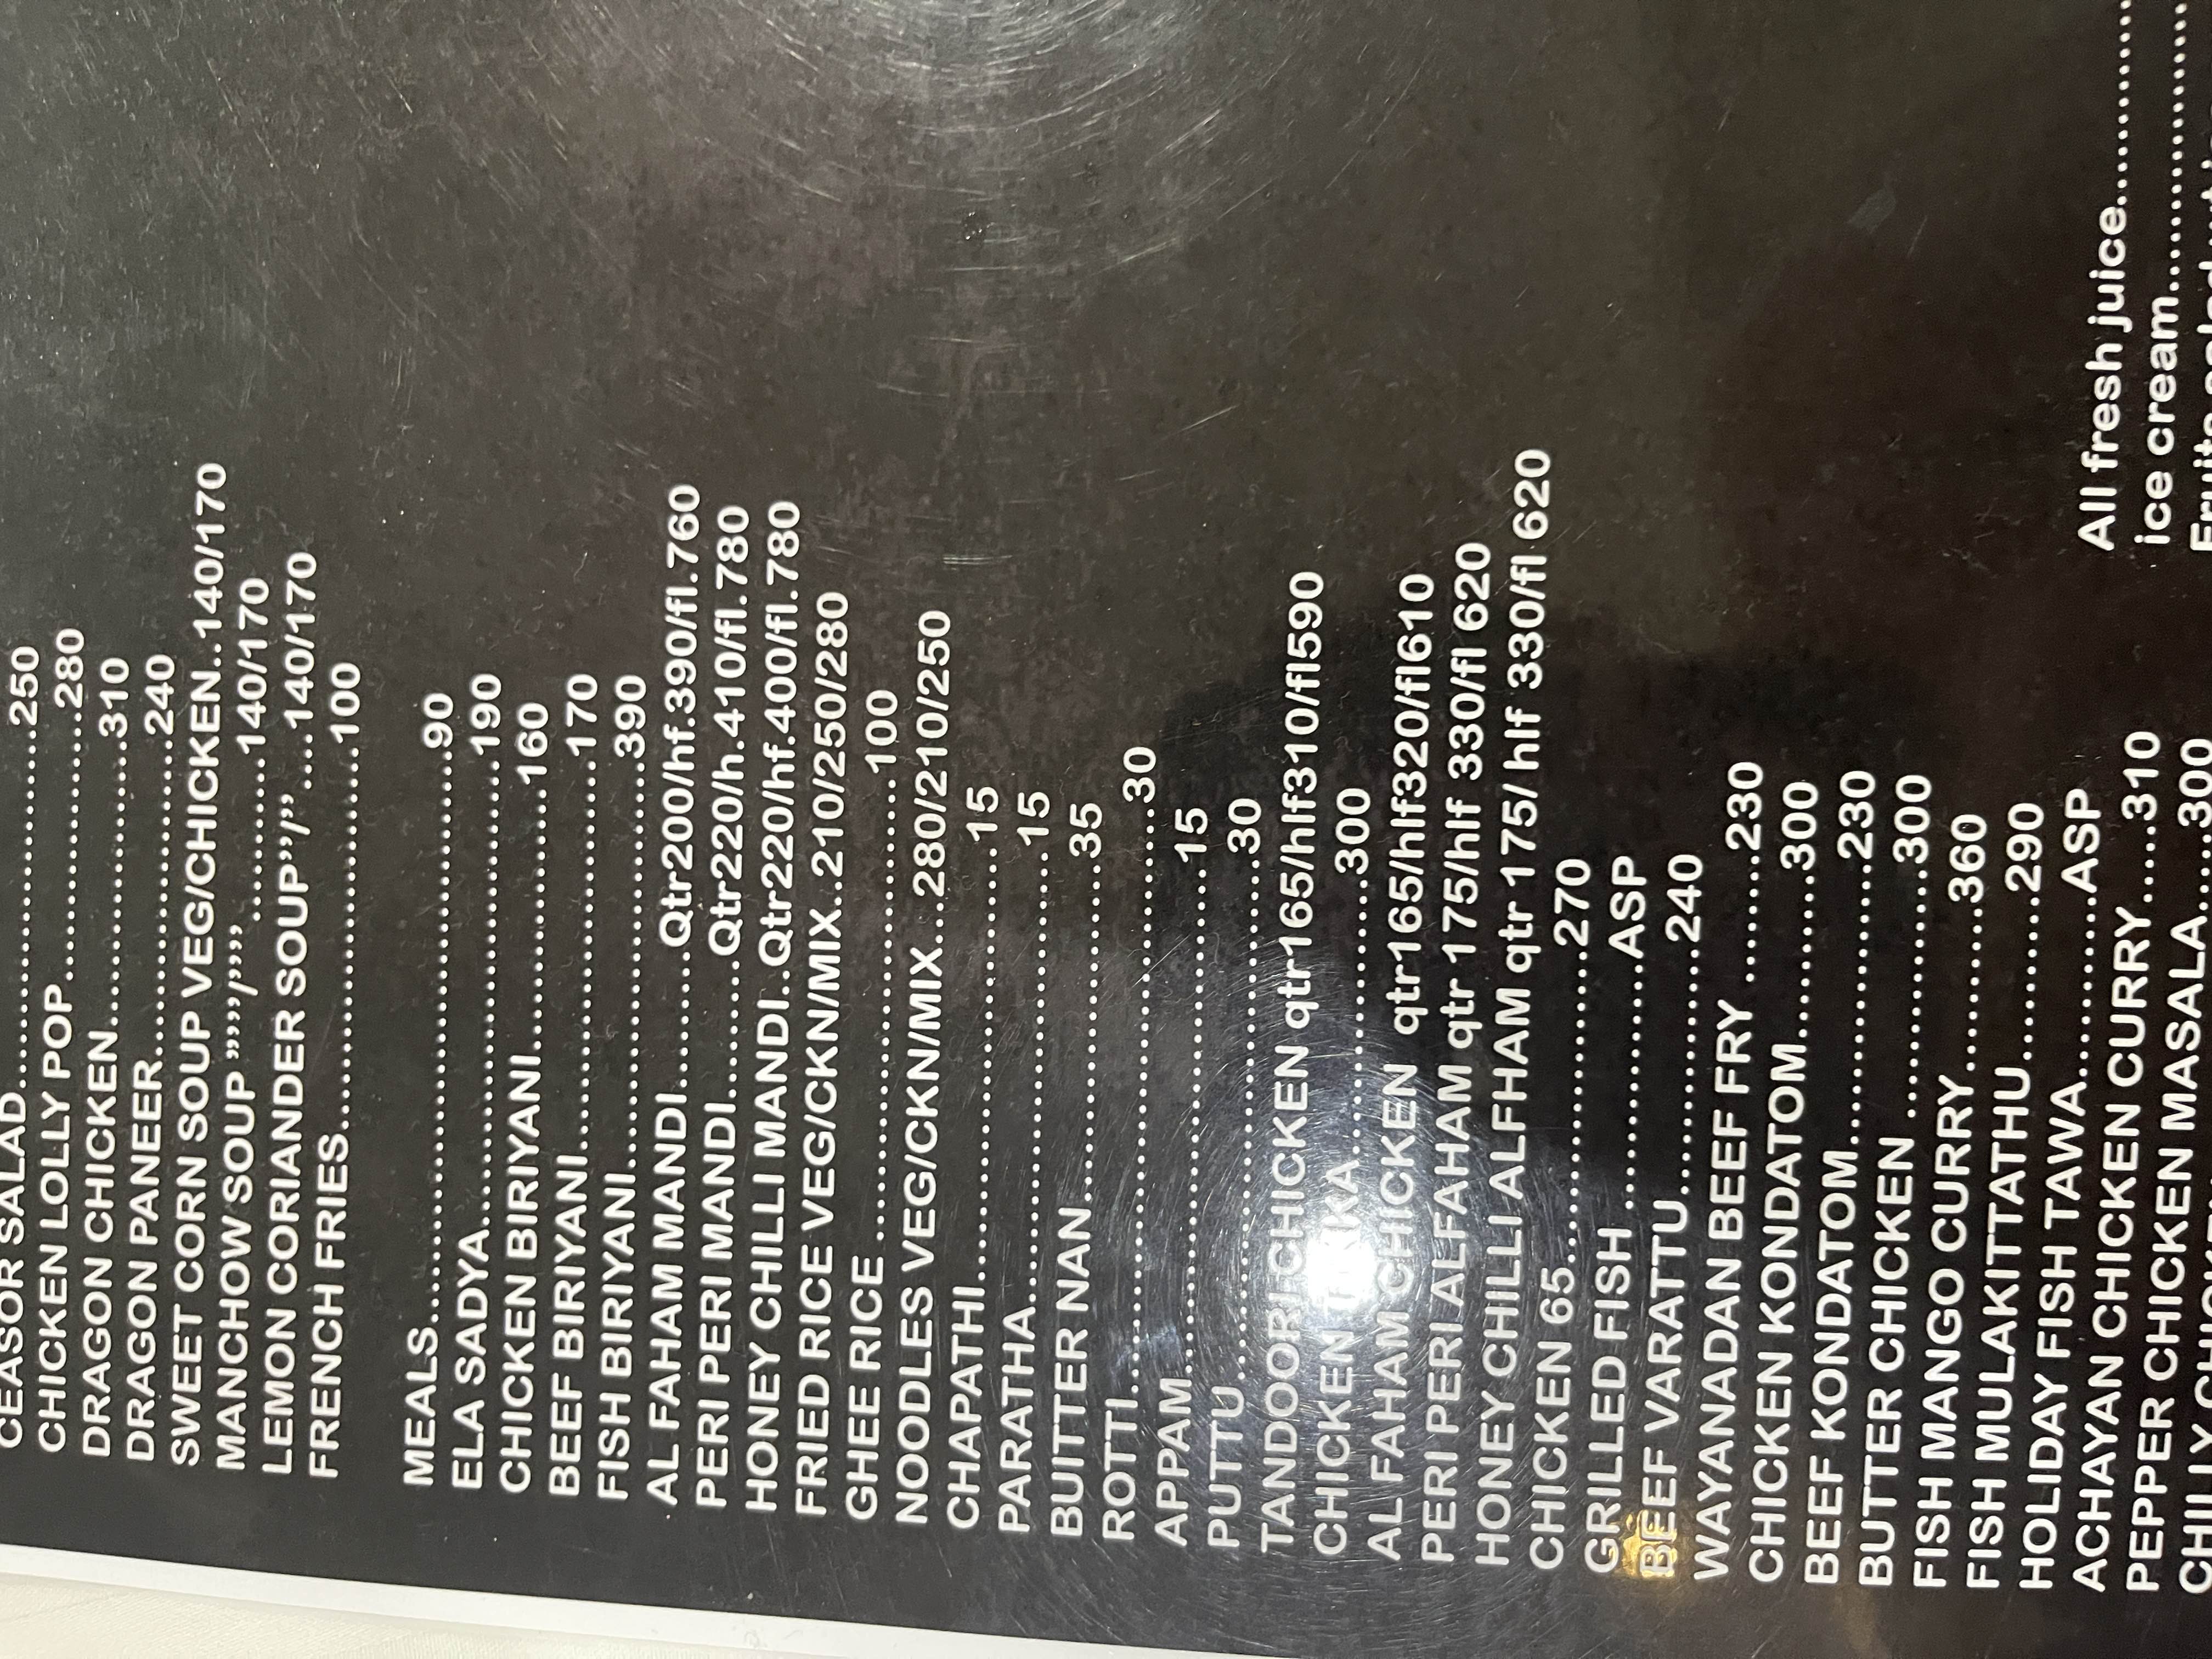 CEASOR SALAD..................250
CHICKEN LOLLY POP..............280
DRAGON CHICKEN..............310
DRAGON PANEER................240
SWEET CORN SOUP VEG/CHICKEN..140/170
MANCHOW SOUP ””””/””” ..........140/170
LEMON CORIANDER SOUP””/” ....140/170
FRENCH FRIES......................100
MEALS..........................90
ELA SADYA........................190
CHICKEN BIRIYANI..............160
BEEF BIRIYANI....................170
FISH BIRIYANI....................390
AL FAHAM MANDI.......Qtr200/hf.390/fl.760
PERI PERI MANDI........Qtr220/h.410/fl.780
HONEY CHILLI MANDI..Qtr220/hf.400/fl.780
FRIED RICE VEG/CKN/MIX..210/250/280
GHEE RICE ........................100
NOODLES VEG/CKN/MIX...280/210/250
CHAPATHI........................15
PARATHA........................15
BUITTER NAN..................35
ROTTI..............................30
APPAM..........................15
PUTTU............................30
TANDOORI CHICKEN qtr165/hlf310/fl590
CHICKEN ..................300
AL FAHAM CHICKEN qtr165/hlf320/fl610
PERI PERI ALFAHAM qtr 175/hlf 330/fl 620
HONEY CHILLI ALFHAM qtr 175/ hlf 330/fl 620
CHICKEN 65..................270
GRILLED FISH ................ASP
BEEF VARATTU..............240
WAYANADAN BEEF FRY ........230
CHICKEN KONDATOM.........300
BEEF KONDATOM..............230
BUTTER CHICKEN ..............300
FISH MANGO CURRY..........360
FISH MULAKITTATHU.........290
HOLIDAY FISH TAWA..........ASP
ACHAYAN CHICKEN CURRY.....310
PEPPER CHICKEN MASALA....300
All fresh juice..............
ice cream....................